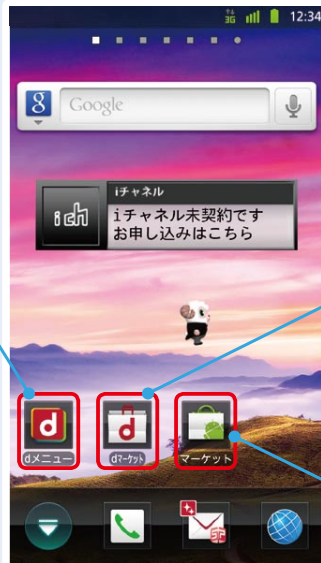 3G 12:34
8 Google
iチャネル
ich
iチャネル未契約です
お申し込みはこちら
d d
dメニュー dマーケット マーケット